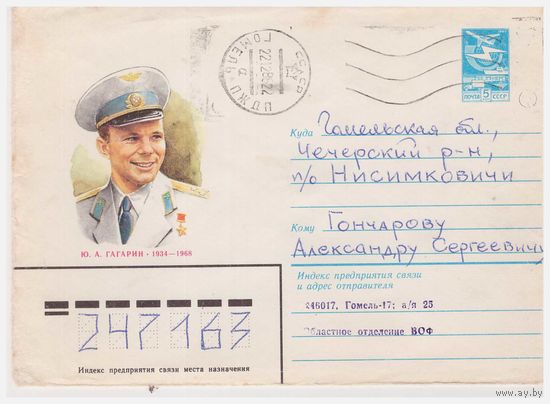 СССР
ГОМЕЛЬ
ПОЧТА 5 СССР
Куда Гомельская обл.,
Чечерский р-н,
п/о Нисимковичи
Кому Гончарову
Александру Сергеевичу
Ю. А. ГАГАРИН · 1934—1968
Индекс предприятия связи
и адрес отправителя
246017, Гомель-17; а/я 25
Областное отделение ВОФ
247163
Индекс предприятия связи места назначения
www.ay.by